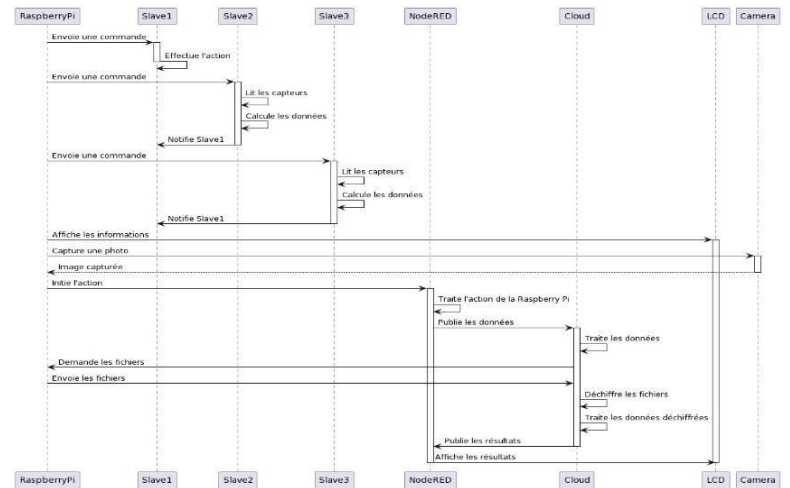 RaspberryPi Slave1 Slave2 Slave3 NodeRED Cloud LCD Camera
Envoie une commande
Effectue l'action
Envoie une commande
Lit les capteurs
Calcule les données
Notifie Slave1
Envoie une commande
Lit les capteurs
Calcule les données
Notifie Slave1
Affiche les informations
Capture une photo
Image capturée
Initie l'action
Traite l'action de la Raspberry Pi
Publie les données
Traite les données
Demande les fichiers
Envoie les fichiers
Déchiffre les fichiers
Traite les données déchiffrées
Publie les résultats
Affiche les résultats
RaspberryPi Slave1 Slave2 Slave3 NodeRED Cloud LCD Camera